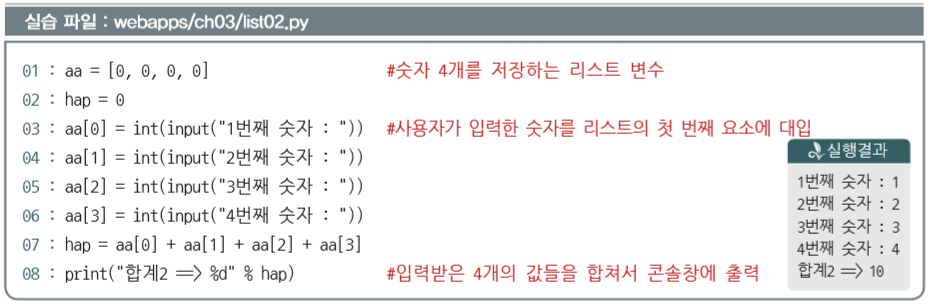 실습 파일 : webapps/ch03/list02.py
01 : aa = [0, 0, 0, 0] #숫자 4개를 저장하는 리스트 변수
02 : hap = 0
03 : aa[0] = int(input("1번째 숫자 : ")) #사용자가 입력한 숫자를 리스트의 첫 번째 요소에 대입
04 : aa[1] = int(input("2번째 숫자 : "))
05 : aa[2] = int(input("3번째 숫자 : "))
06 : aa[3] = int(input("4번째 숫자 : "))
07 : hap = aa[0] + aa[1] + aa[2] + aa[3]
08 : print("합계2 => %d" % hap) #입력받은 4개의 값들을 합쳐서 콘솔창에 출력
실행결과
1번째 숫자 : 1
2번째 숫자 : 2
3번째 숫자 : 3
4번째 숫자 : 4
합계2 => 10